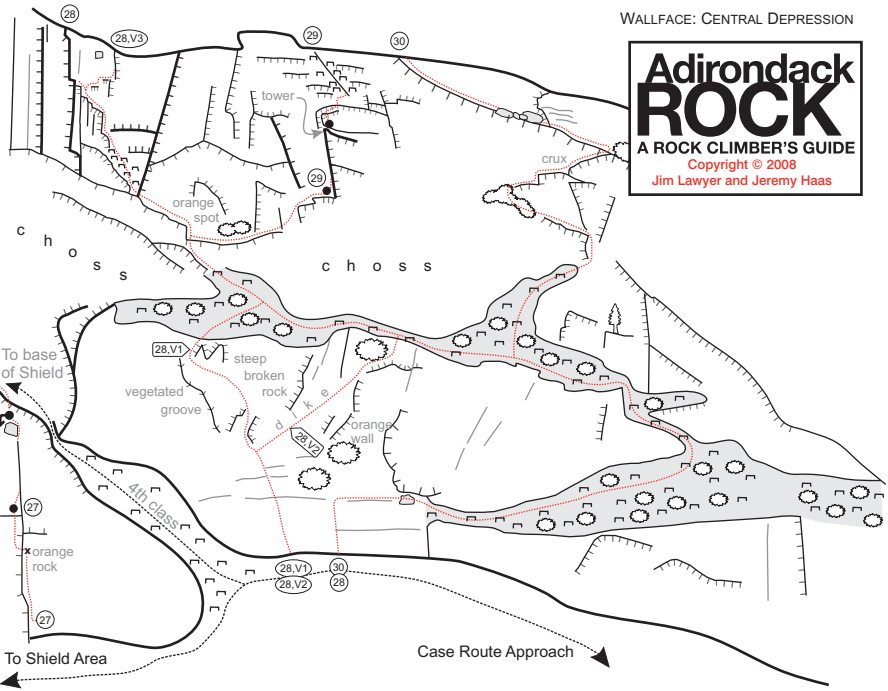 WALLFACE: CENTRAL DEPRESSION
Adirondack
ROCK
A ROCK CLIMBER'S GUIDE
Copyright © 2008
Jim Lawyer and Jeremy Haas
28
28,V3
29
30
tower
29
crux
orange
spot
choss
choss
To base
of Shield
28,V1
steep
broken
rock
vegetated
groove
dike
28,V2
orange
wall
4th class
27
x orange
rock
27
28,V1
28,V2
30
28
To Shield Area
Case Route Approach